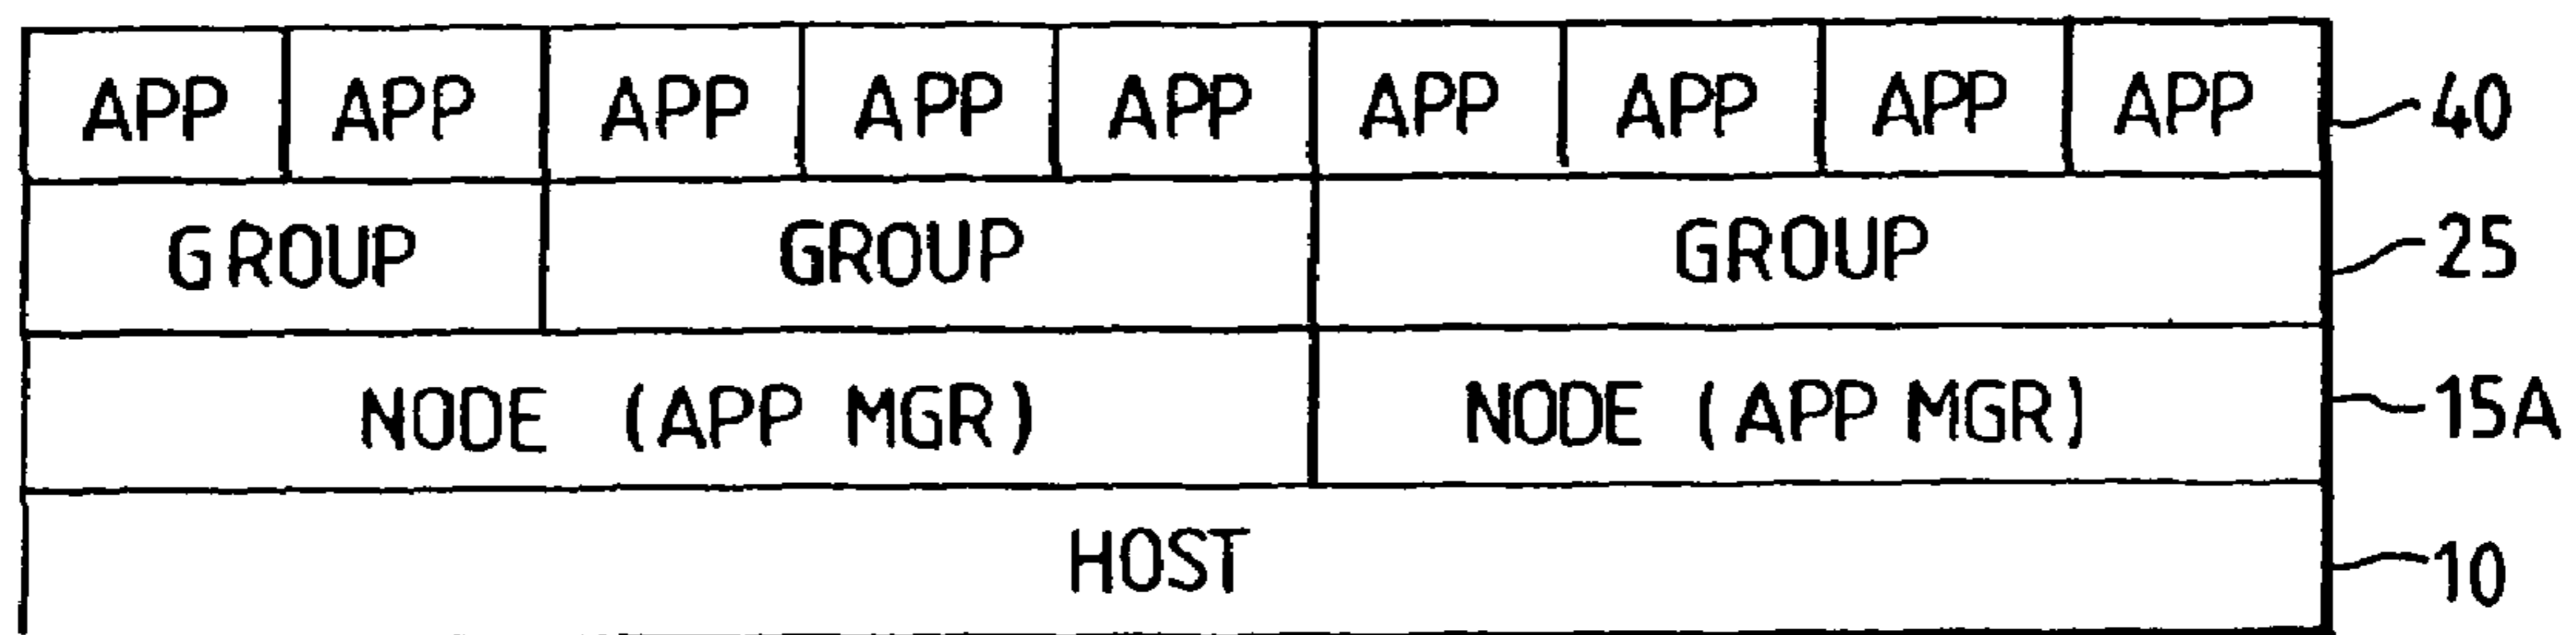 APP APP APP APP APP APP APP APP APP 40
GROUP GROUP GROUP 25
NODE (APP MGR) NODE (APP MGR) 15A
HOST 10